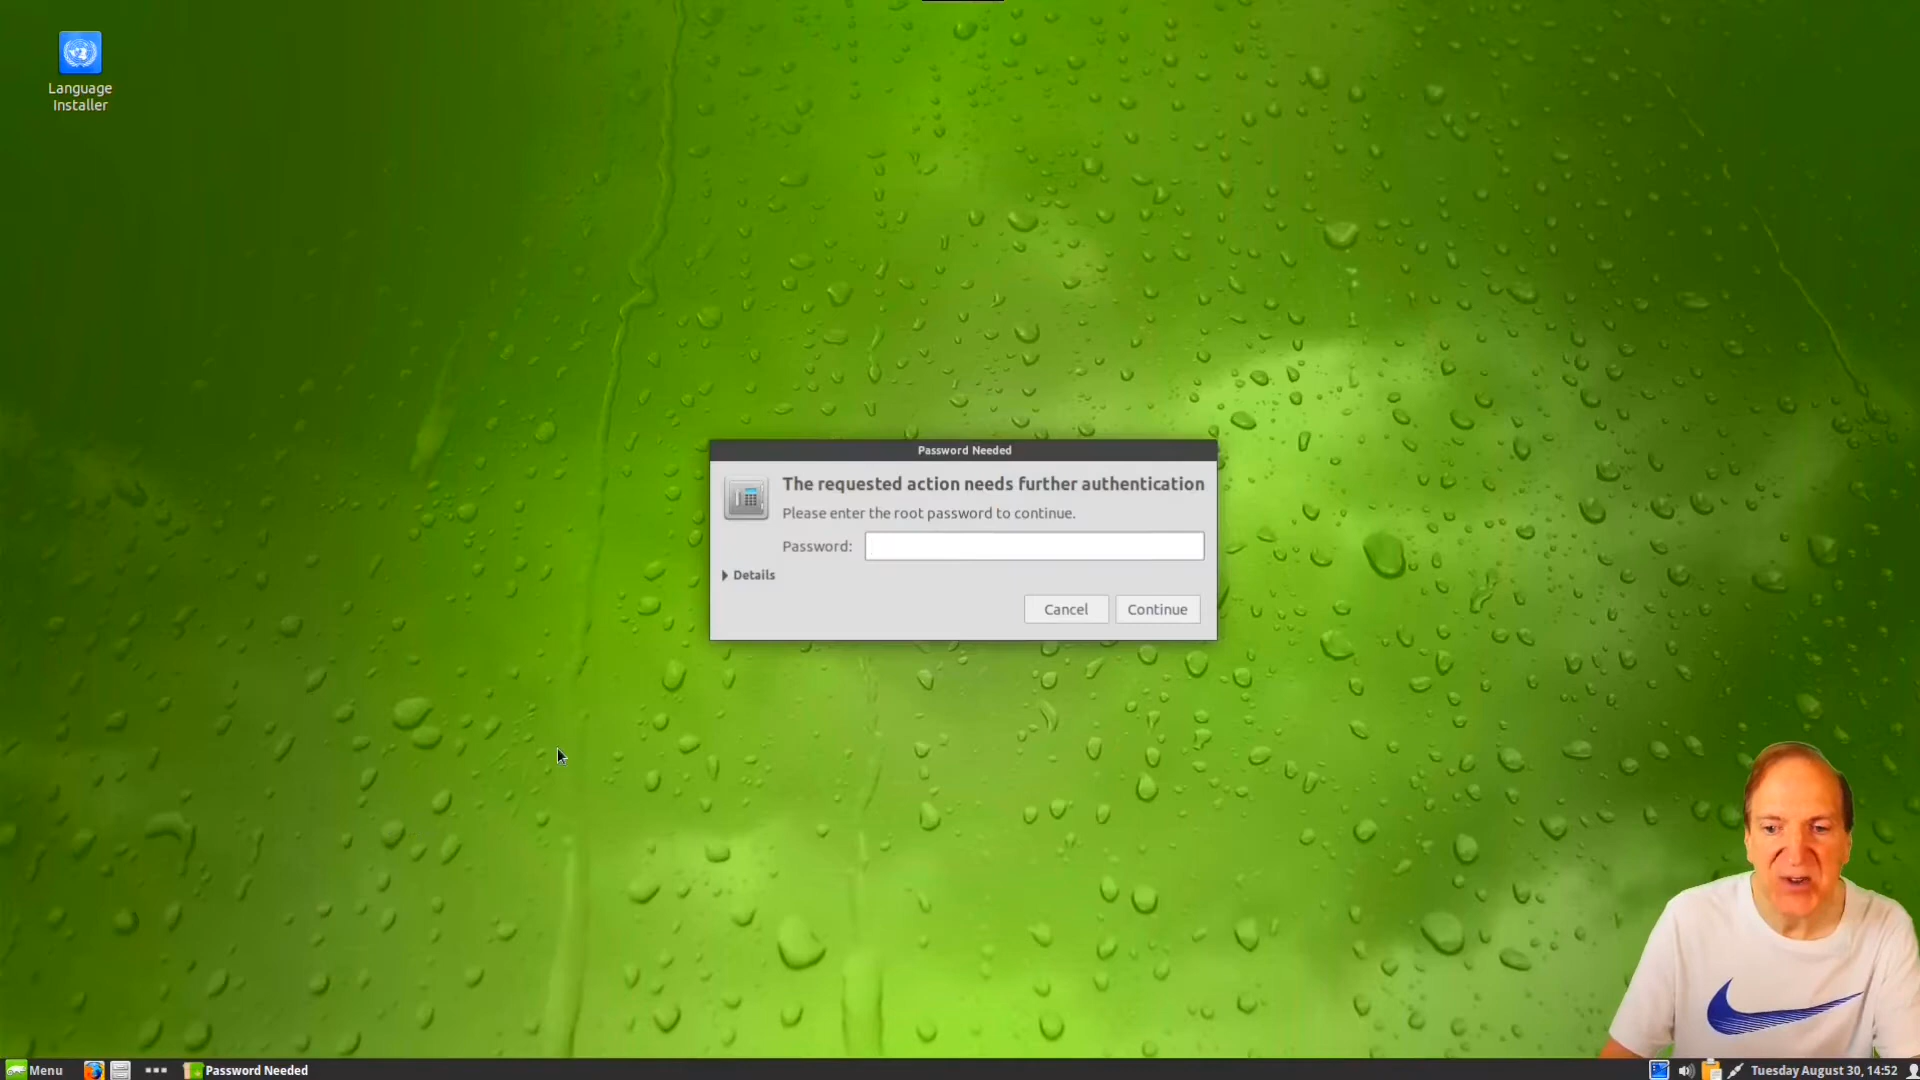 Language
Installer
Password Needed
The requested action needs further authentication
Please enter the root password to continue.
Password:
Details
Cancel
Continue
Menu
Password Needed
Tuesday August 30, 14:52